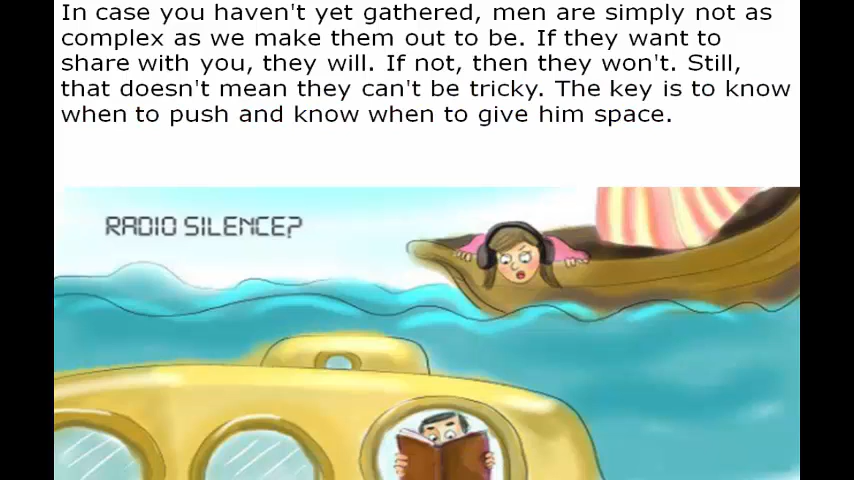 In case you haven't yet gathered, men are simply not as
complex as we make them out to be. If they want to
share with you, they will. If not, then they won't. Still,
that doesn't mean they can't be tricky. The key is to know
when to push and know when to give him space.
RADIO SILENCE?